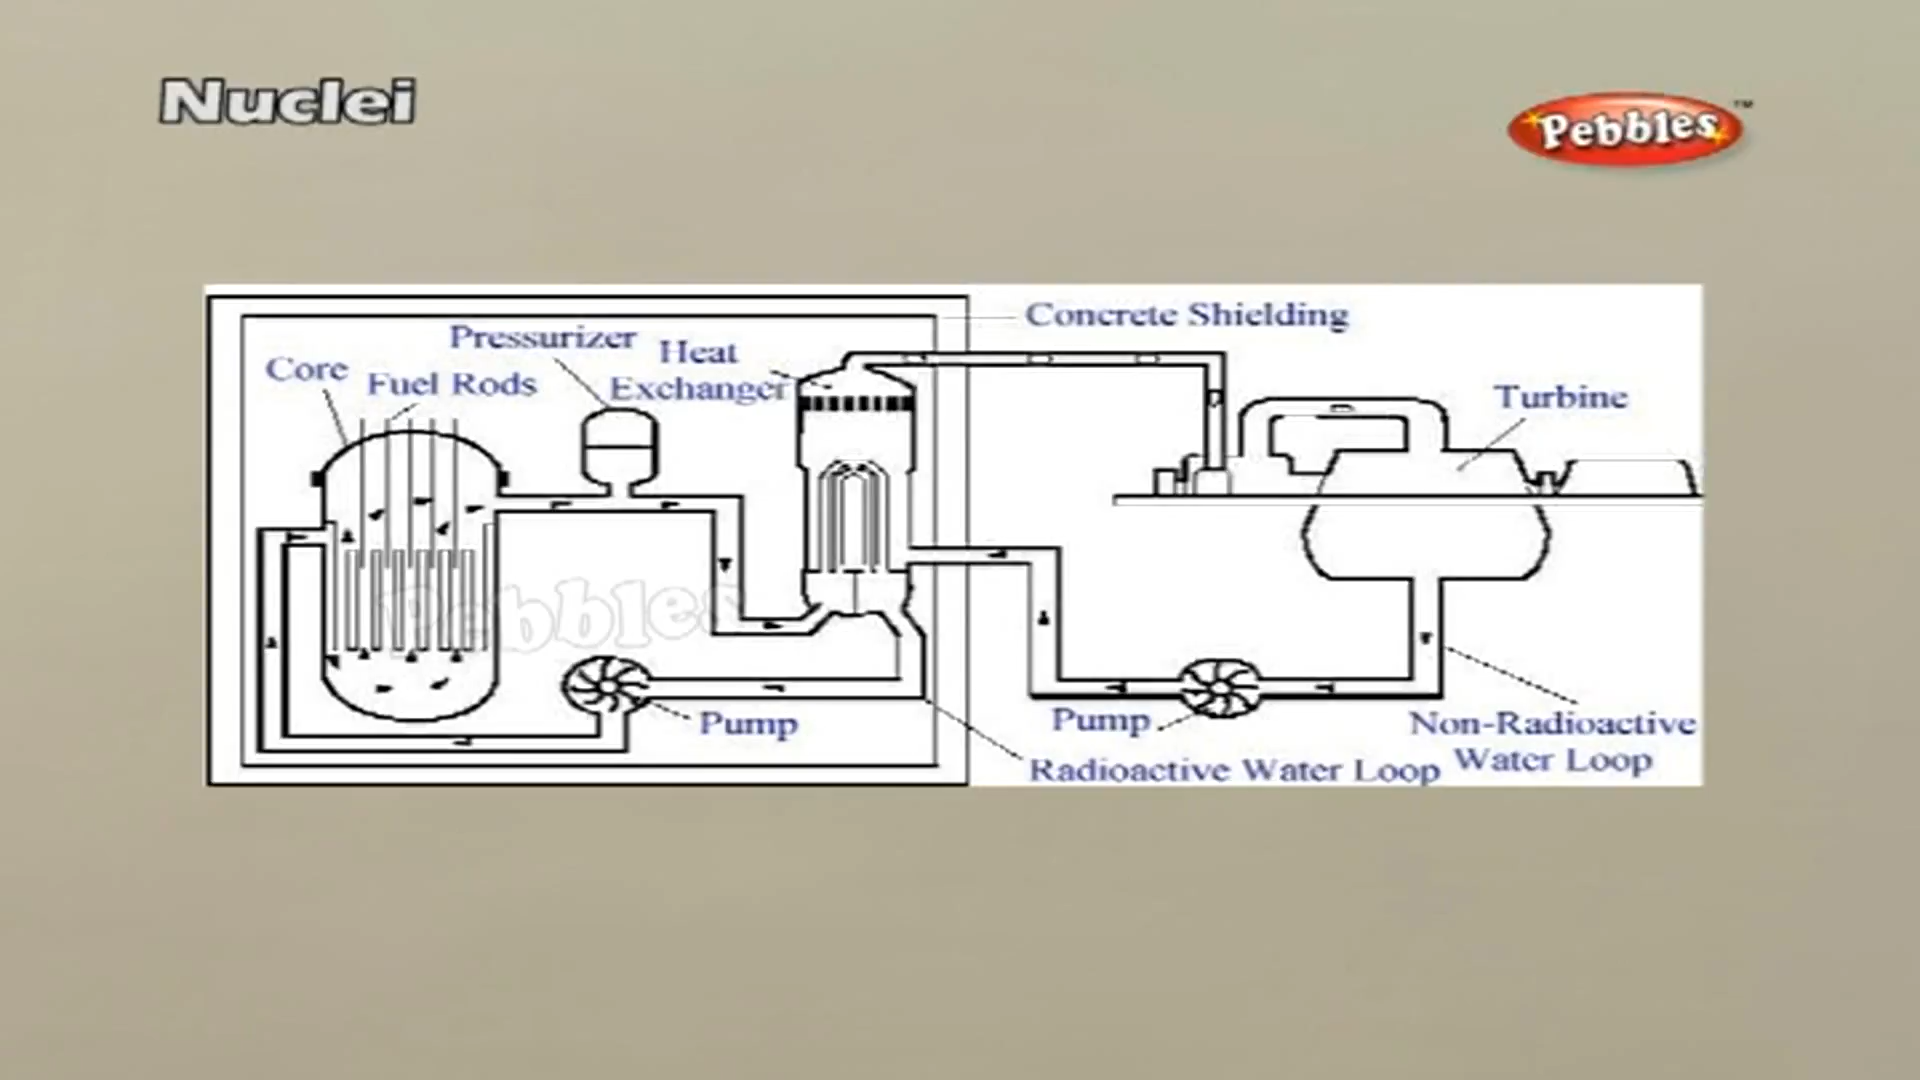 Nuclei
Pebbles™
Concrete Shielding
Pressurizer
Heat
Exchanger
Core
Fuel Rods
Turbine
Pebbles
Pump
Pump
Non-Radioactive
Water Loop
Radioactive Water Loop